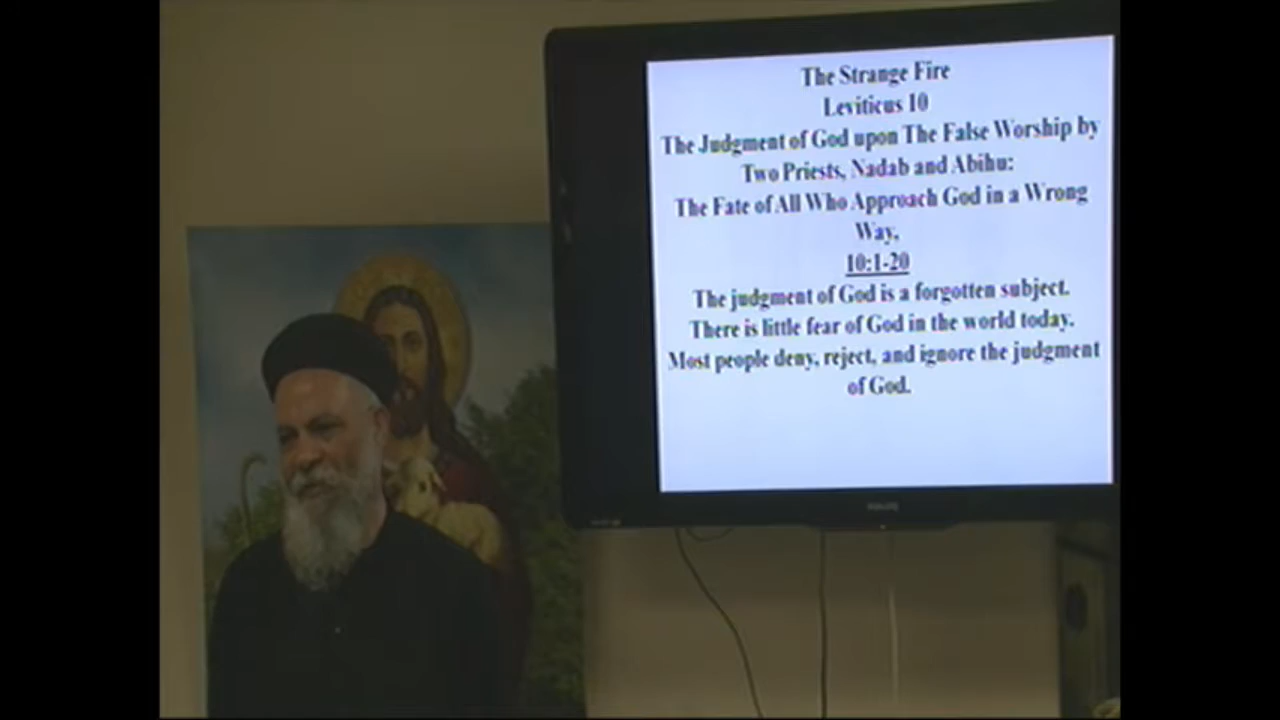 The Strange Fire
Leviticus 10
The Judgment of God upon The False Worship by
Two Priests, Nadab and Abihu:
The Fate of All Who Approach God in a Wrong
Way,
10:1-20
The judgment of God is a forgotten subject.
There is little fear of God in the world today.
Most people deny, reject, and ignore the judgment
of God.
PHILIPS